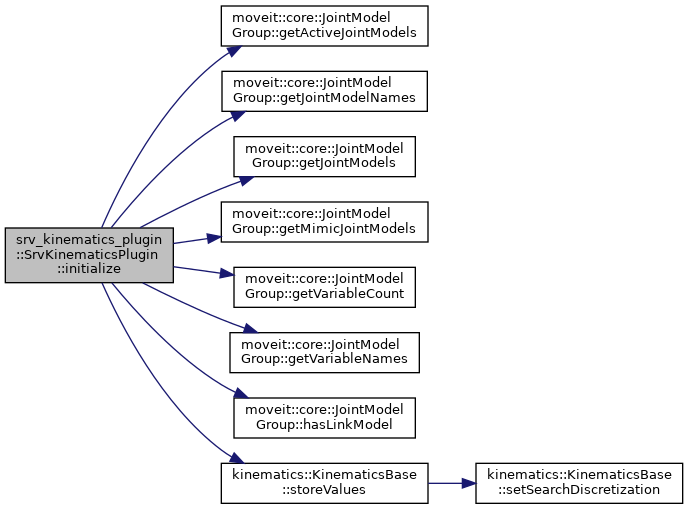 moveit::core::JointModel
Group::getActiveJointModels
moveit::core::JointModel
Group::getJointModelNames
moveit::core::JointModel
Group::getJointModels
moveit::core::JointModel
Group::getMimicJointModels
srv_kinematics_plugin
::SrvKinematicsPlugin
::initialize
moveit::core::JointModel
Group::getVariableCount
moveit::core::JointModel
Group::getVariableNames
moveit::core::JointModel
Group::hasLinkModel
kinematics::KinematicsBase
::storeValues
kinematics::KinematicsBase
::setSearchDiscretization